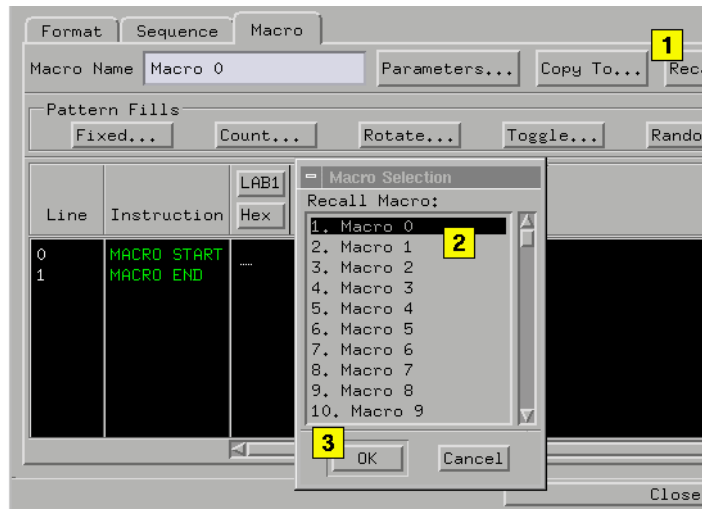 Format Sequence Macro
Macro Name Macro 0 Parameters... Copy To... 1 Rec
Pattern Fills
Fixed... Count... Rotate... Toggle... Rando
LAB1
Line Instruction Hex
0 MACRO START
1 MACRO END
Macro Selection
Recall Macro:
1. Macro 0
2
2. Macro 1
3. Macro 2
4. Macro 3
5. Macro 4
6. Macro 5
7. Macro 6
8. Macro 7
9. Macro 8
10. Macro 9
3
OK Cancel
Close